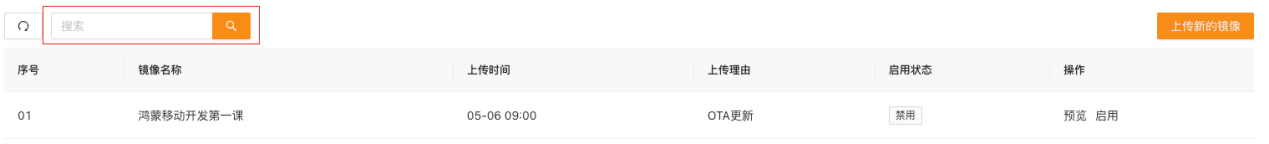 搜索 上传新的镜像
序号 镜像名称 上传时间 上传理由 启用状态 操作
01 鸿蒙移动开发第一课 05-06 09:00 OTA更新 禁用 预览 启用